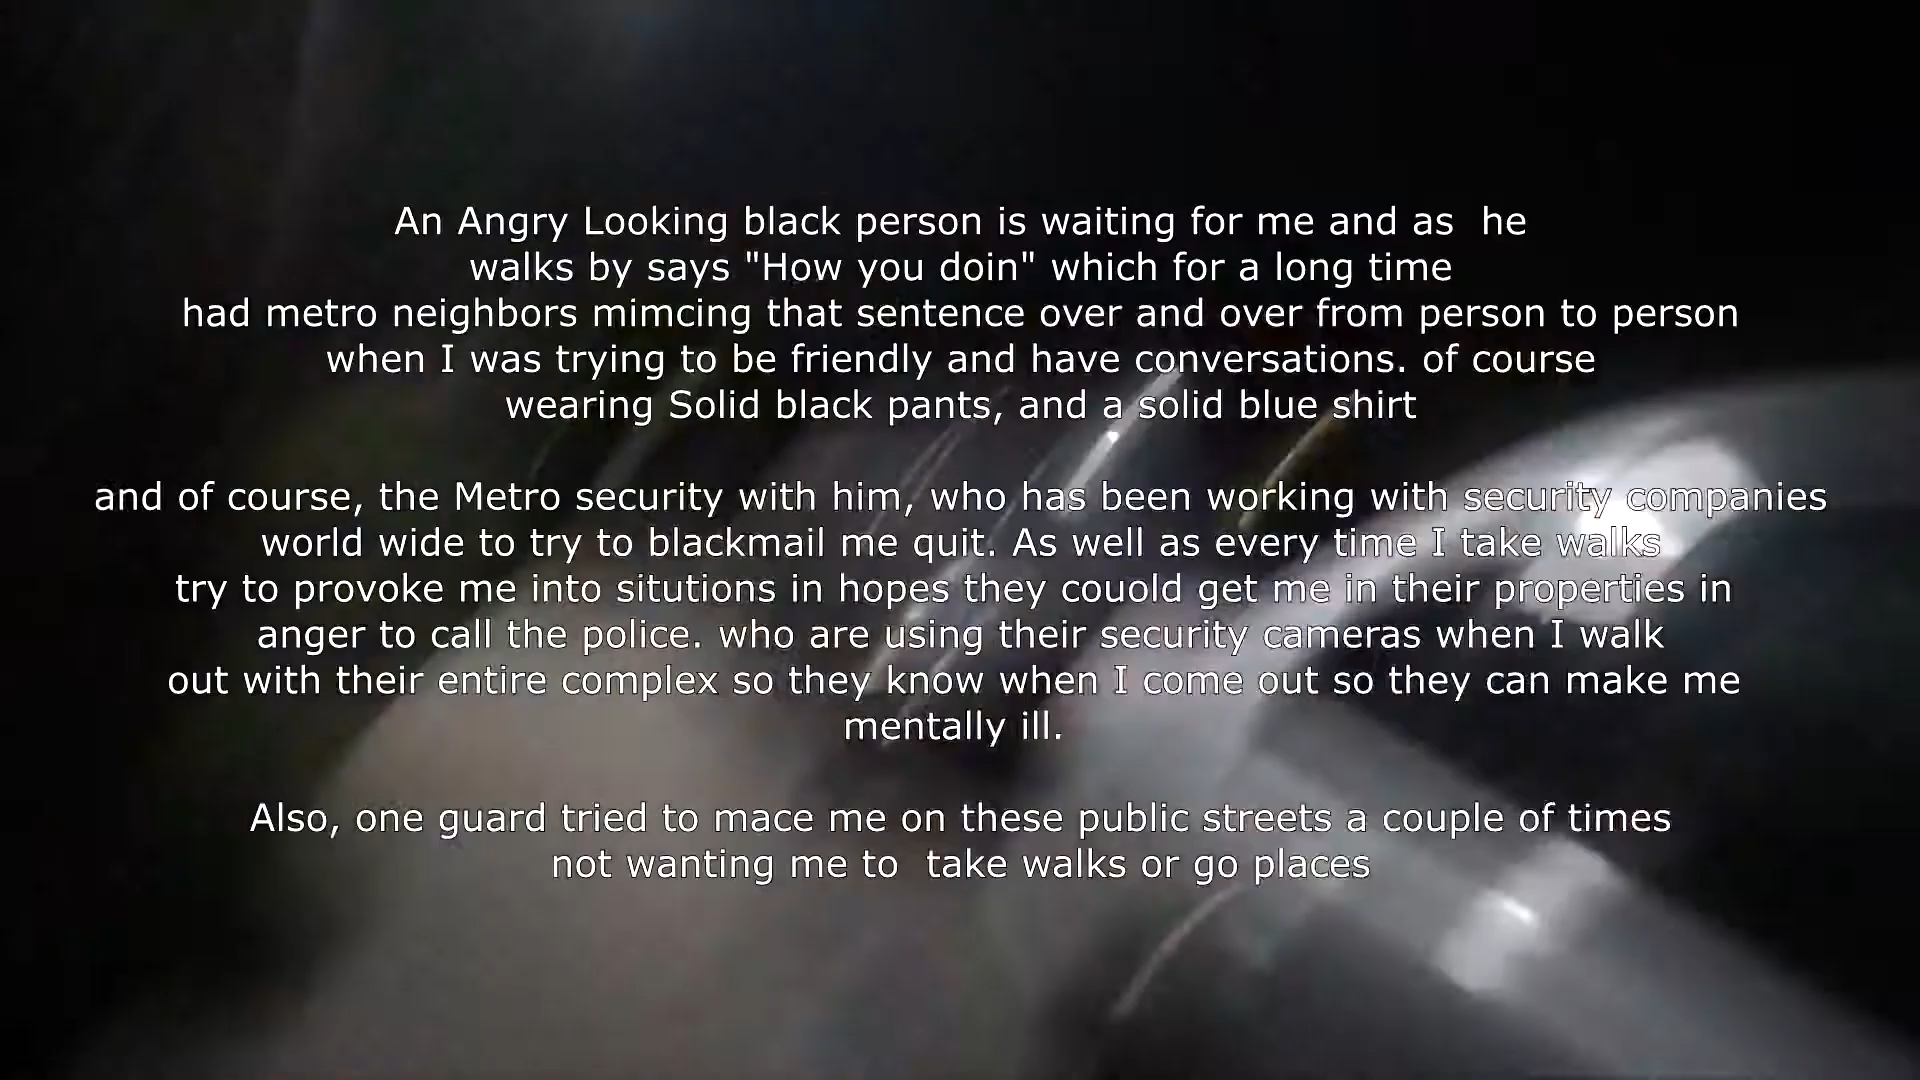 An Angry Looking black person is waiting for me and as  he
walks by says "How you doin" which for a long time
had metro neighbors mimcing that sentence over and over from person to person
when I was trying to be friendly and have conversations. of course
wearing Solid black pants, and a solid blue shirt
and of course, the Metro security with him, who has been working with security companies
world wide to try to blackmail me quit. As well as every time I take walks
try to provoke me into situtions in hopes they couold get me in their properties in
anger to call the police. who are using their security cameras when I walk
out with their entire complex so they know when I come out so they can make me
mentally ill.
Also, one guard tried to mace me on these public streets a couple of times
not wanting me to  take walks or go places